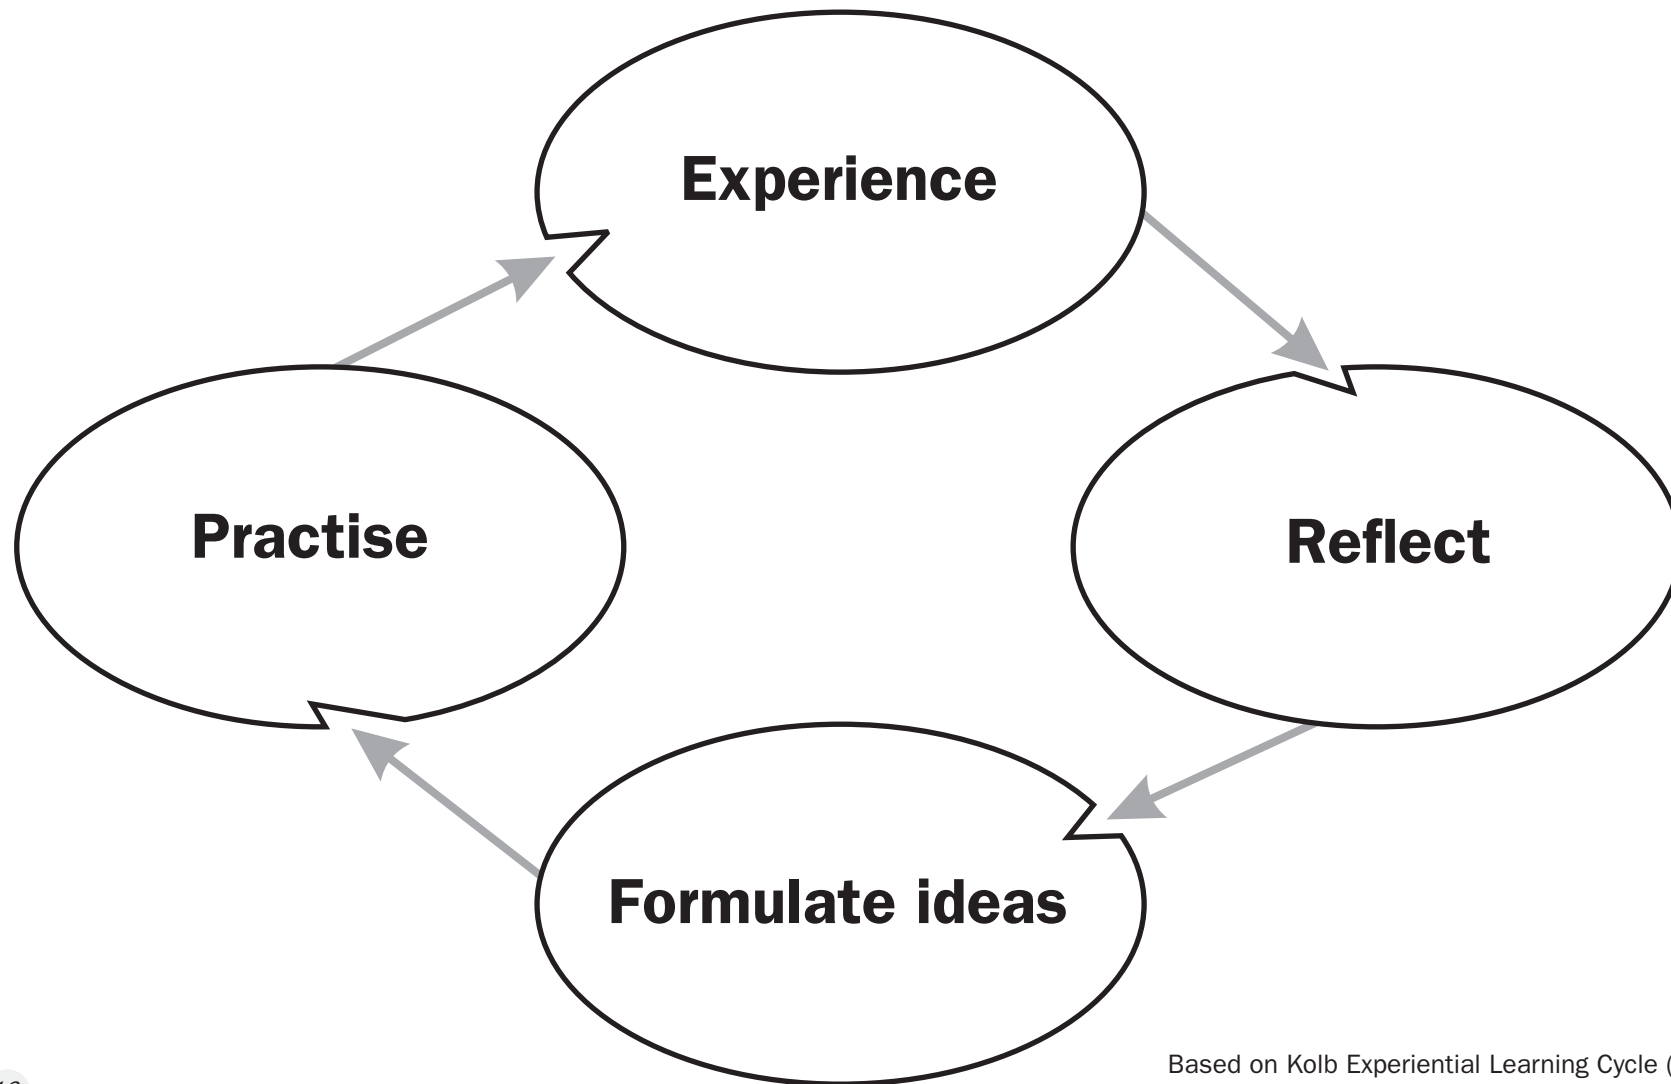 Experience
Practise
Reflect
Formulate ideas
Based on Kolb Experiential Learning Cycle (